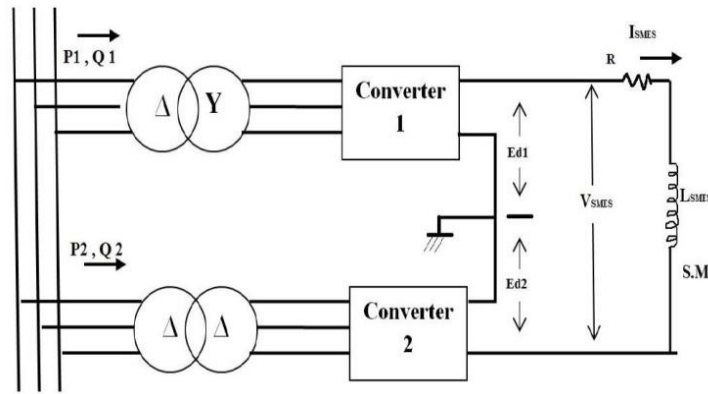 P1 , Q 1
Δ Y
Converter
1
Ed1
R
ISMES
VSMES
LSMES
S.M
P2 , Q 2
Δ Δ
Converter
2
Ed2